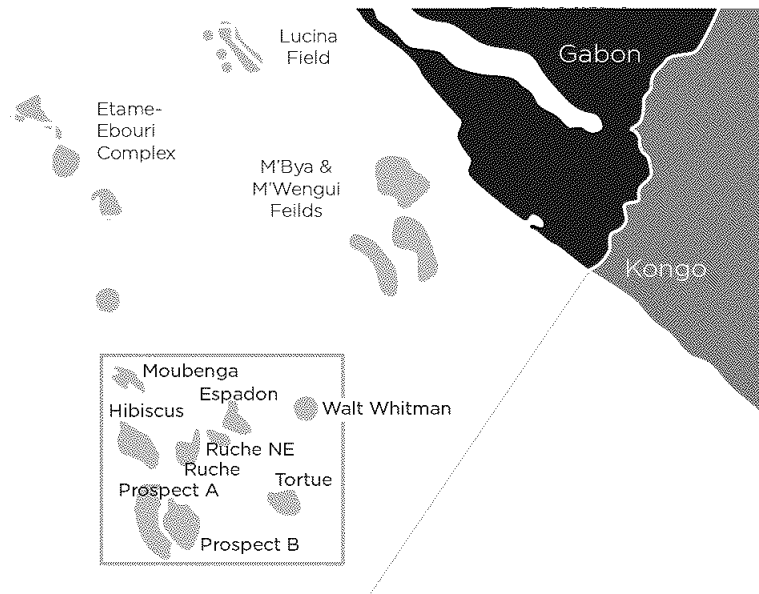 Lucina
Field
Gabon
Etame-
Ebouri
Complex
M'Bya &
M'Wengui
Feilds
Kongo
Moubenga
Espadon
Hibiscus
Walt Whitman
Ruche NE
Ruche
Tortue
Prospect A
Prospect B